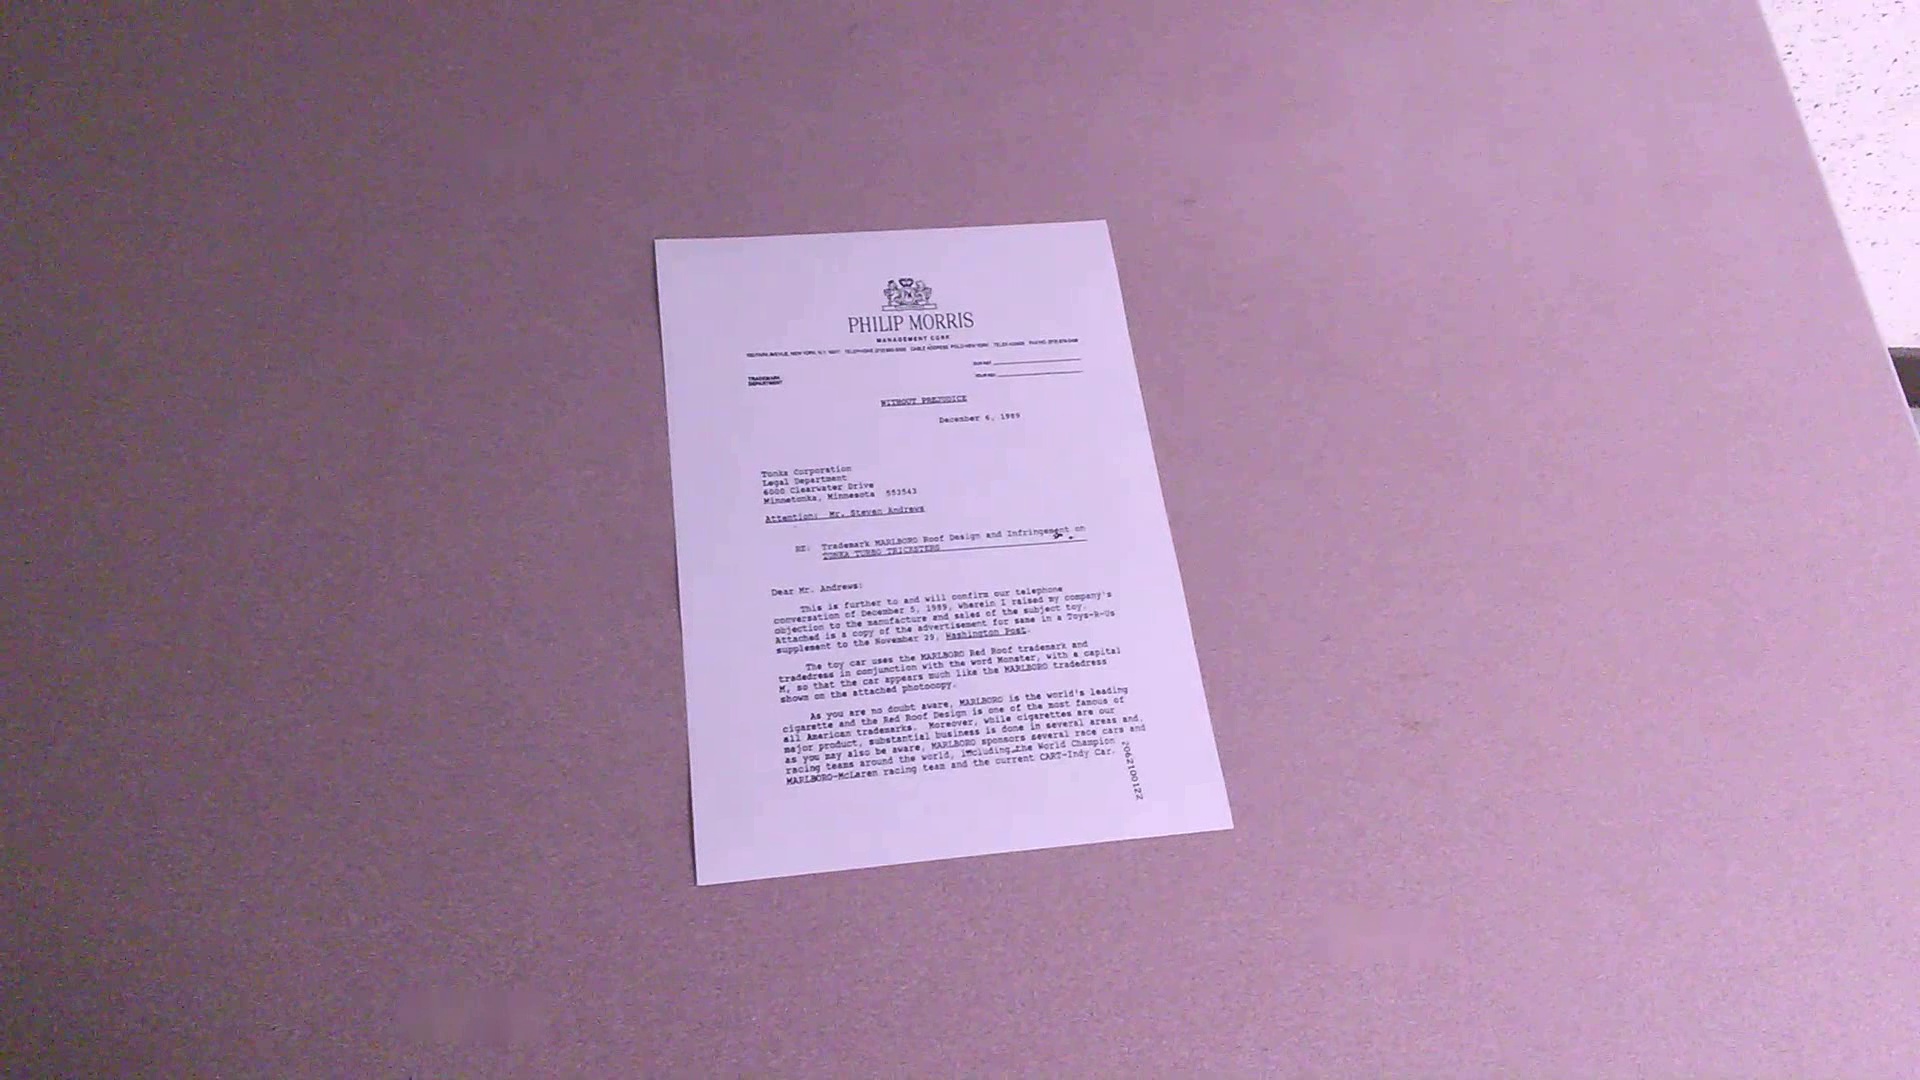 PHILIP MORRIS
MANAGEMENT CORP.
TRADEMARK
DEPARTMENT
OUR REF.
YOUR REF.
WITHOUT PREJUDICE
December 6, 1989
Tonka Corporation
Legal Department
6000 Clearwater Drive
Minnetonka, Minnesota 553543
Attention: Mr. Steven Andrews
RE: Trademark MARLBORO Roof Design and Infringement on
TONKA TURBO TRICKSTERS
Dear Mr. Andrews:
This is further to and will confirm our telephone
conversation of December 5, 1989, wherein I raised my company's
objection to the manufacture and sales of the subject toy.
Attached is a copy of the advertisement for same in a Toys-R-Us
supplement to the November 29, Washington Post.
The toy car uses the MARLBORO Red Roof trademark and
tradedress in conjunction with the word Monster, with a capital
M, so that the car appears much like the MARLBORO tradedress
shown on the attached photocopy.
As you are no doubt aware, MARLBORO is the world's leading
cigarette and the Red Roof Design is one of the most famous of
all American trademarks. Moreover, while cigarettes are our
major product, substantial business is done in several areas and,
as you may also be aware, MARLBORO sponsors several race cars and
racing teams around the world, including the World Champion
MARLBORO-McLaren racing team and the current CART-Indy Car.
2062100122